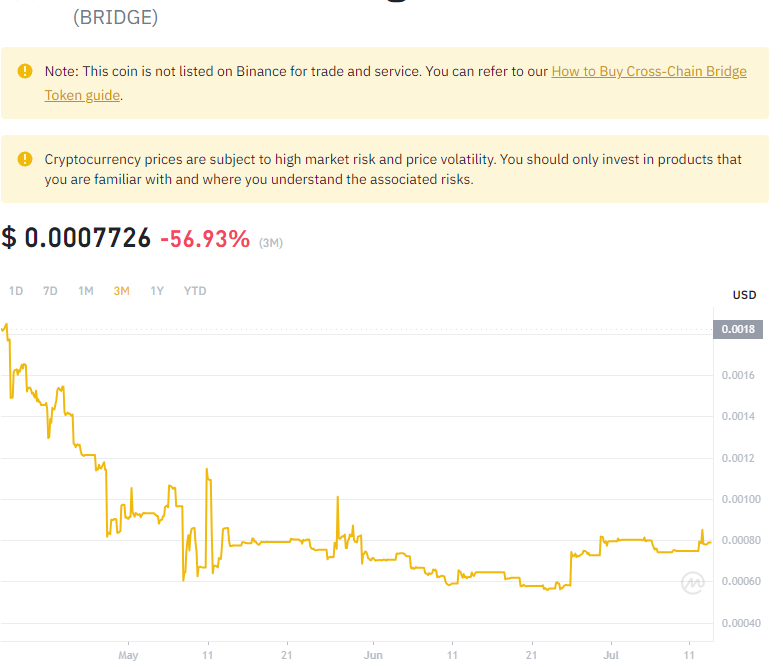 (BRIDGE)
Note: This coin is not listed on Binance for trade and service. You can refer to our How to Buy Cross-Chain Bridge
Token guide.
Cryptocurrency prices are subject to high market risk and price volatility. You should only invest in products that
you are familiar with and where you understand the associated risks.
$ 0.0007726 -56.93% (3M)
1D 7D 1M 3M 1Y YTD
USD
0.0018
0.0016
0.0014
0.0012
0.00100
0.00080
0.00060
0.00040
May 11 21 Jun 11 21 Jul 11